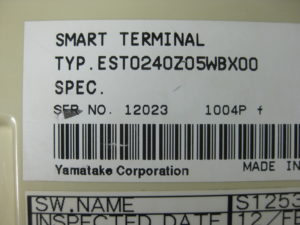 SMART TERMINAL
TYP.EST0240Z05WBX00
SPEC.
SER NO. 12023 1004P f
Yamatake Corporation MADE IN
SW.NAME S1253
INSPECTED DATE 12/FE